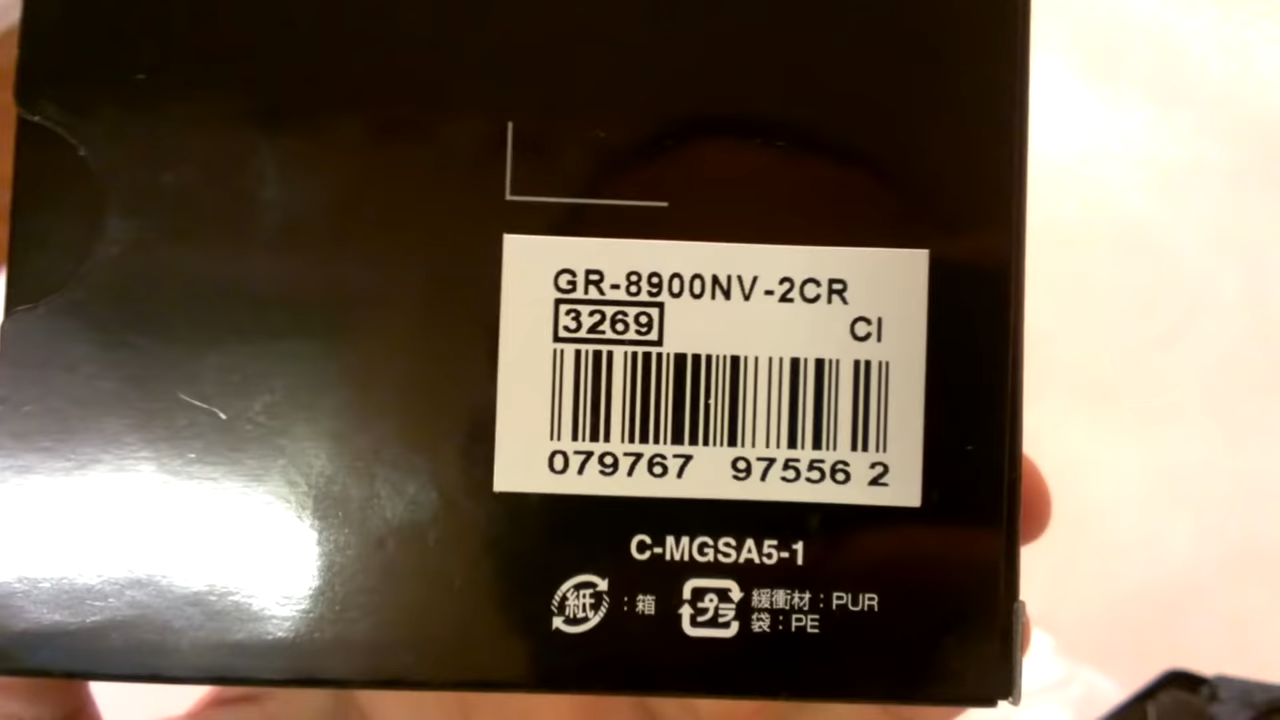 GR-8900NV-2CR
3269 CI
079767 97556 2
C-MGSA5-1
紙 : 箱
プラ 緩衝材 : PUR
袋 : PE